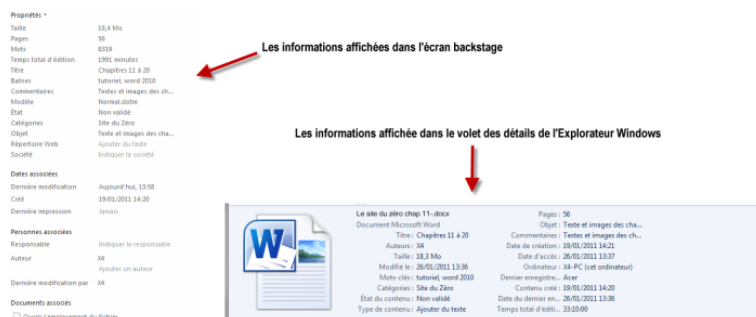 Propriétés
Taille 18,4 Mo
Pages 56
Mots 8319
Temps total d'édition 1991 minutes
Titre Chapitres 11 à 20
Balises tutoriel, word 2010
Commentaires Textes et images des ch...
Modèle Normal.dotm
État Non validé
Catégories Site du Zéro
Objet Texte et images des cha...
Répertoire Web Ajouter du texte
Société Indiquer la société
Dates associées
Dernière modification Aujourd'hui, 13:58
Créé 19/01/2011 14:20
Dernière impression Jamais
Personnes associées
Responsable Indiquer le responsable
Auteur X4
Ajouter un auteur
Dernière modification par X4
Documents associés
Ouvrir l'emplacement du fichier
Les informations affichées dans l'écran backstage
Les informations affichée dans le volet des détails de l'Explorateur Windows
W
Le site du zéro chap 11-.docx
Document Microsoft Word
Titre : Chapitres 11 à 20
Auteurs : X4
Taille : 18,3 Mo
Modifié le : 26/01/2011 13:36
Mots-clés : tutoriel, word 2010
Catégories : Site du Zéro
État du contenu : Non validé
Type de contenu : Ajouter du texte
Pages : 56
Objet : Texte et images des cha...
Commentaires : Textes et images des ch...
Date de création : 19/01/2011 14:21
Date d'accès : 26/01/2011 13:37
Ordinateur : X4-PC (cet ordinateur)
Dernier enregistre... Acer
Contenu créé : 19/01/2011 14:20
Date du dernier en... 26/01/2011 13:36
Temps total d'éditi... 33:10:00